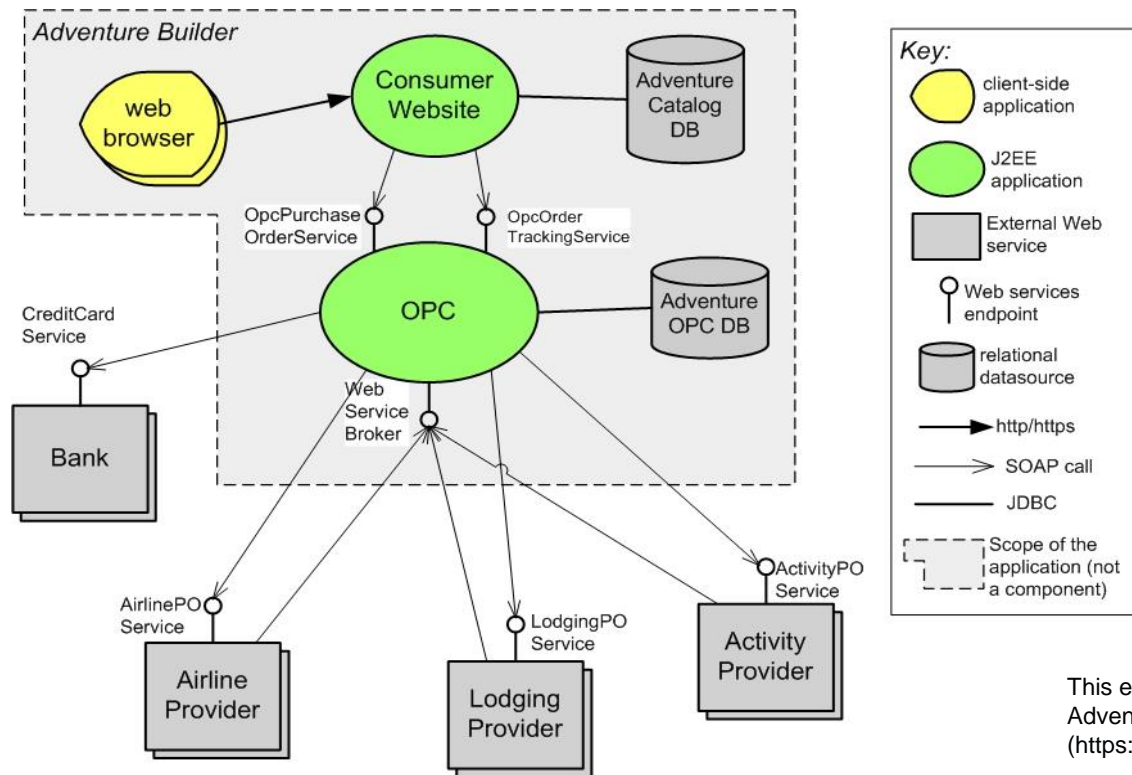 Adventure Builder
web
browser
Consumer
Website
Adventure
Catalog
DB
OpcPurchase
OrderService
OpcOrder
TrackingService
OPC
Adventure
OPC DB
CreditCard
Service
Bank
Web
Service
Broker
AirlinePO
Service
Airline
Provider
LodgingPO
Service
Lodging
Provider
ActivityPO
Service
Activity
Provider
Key:
client-side
application
J2EE
application
External Web
service
Web services
endpoint
relational
datasource
http/https
SOAP call
JDBC
Scope of the
application (not
a component)
This e
Adven
(https: